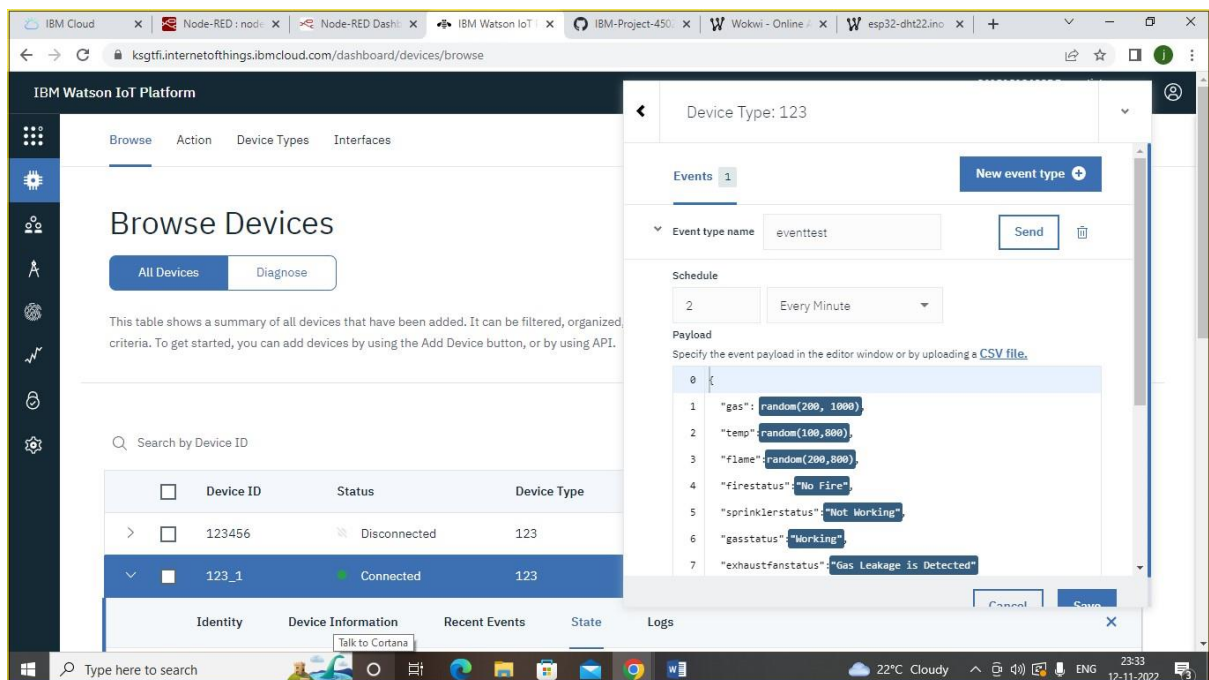 IBM Cloud
Node-RED : node
Node-RED Dashb
IBM Watson IoT
IBM-Project-450
Wokwi - Online
esp32-dht22.ino
ksgtfi.internetofthings.ibmcloud.com/dashboard/devices/browse
j
IBM Watson IoT Platform
Browse Action Device Types Interfaces
Browse Devices
All Devices Diagnose
This table shows a summary of all devices that have been added. It can be filtered, organized,
criteria. To get started, you can add devices by using the Add Device button, or by using API.
Search by Device ID
Device ID Status Device Type
123456 Disconnected 123
123_1 Connected 123
Identity Device Information Recent Events State Logs
Talk to Cortana
Device Type: 123
Events 1
New event type
Event type name eventtest Send
Schedule
2 Every Minute
Payload
Specify the event payload in the editor window or by uploading a CSV file.
0 {
1 "gas": random(200, 1000),
2 "temp":random(100,800),
3 "flame":random(200,800),
4 "firestatus":"No Fire",
5 "sprinklerstatus":"Not Working",
6 "gasstatus":"Working",
7 "exhaustfanstatus":"Gas Leakage is Detected"
Cancel Save
Type here to search
22°C Cloudy
ENG
23:33
12-11-2022
3